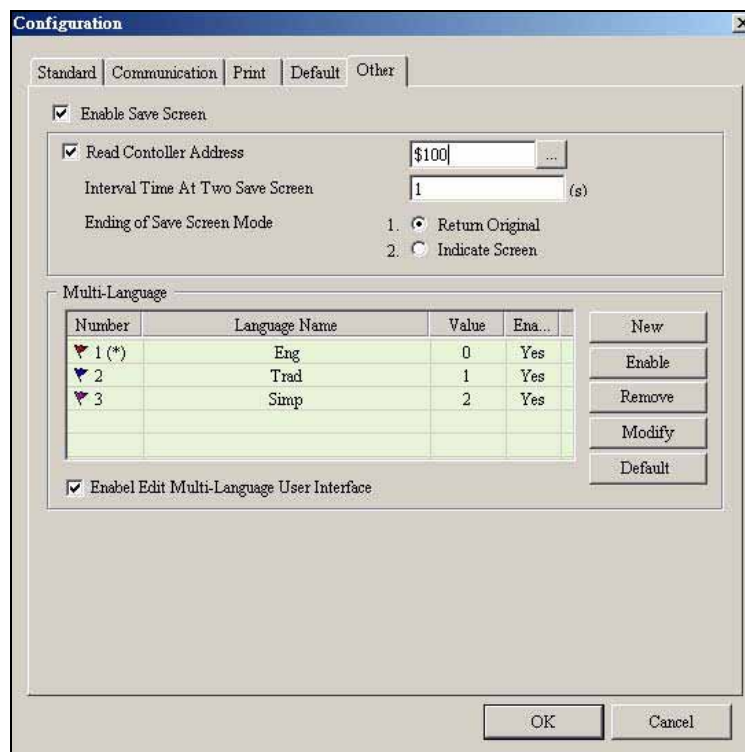 Configuration
Standard Communication Print Default Other
Enable Save Screen
Read Contoller Address $100 ...
Interval Time At Two Save Screen 1 (s)
Ending of Save Screen Mode 1. Return Original
2. Indicate Screen
Multi-Language
Number Language Name Value Ena...
1 (*) Eng 0 Yes
2 Trad 1 Yes
3 Simp 2 Yes
New
Enable
Remove
Modify
Default
Enabel Edit Multi-Language User Interface
OK Cancel